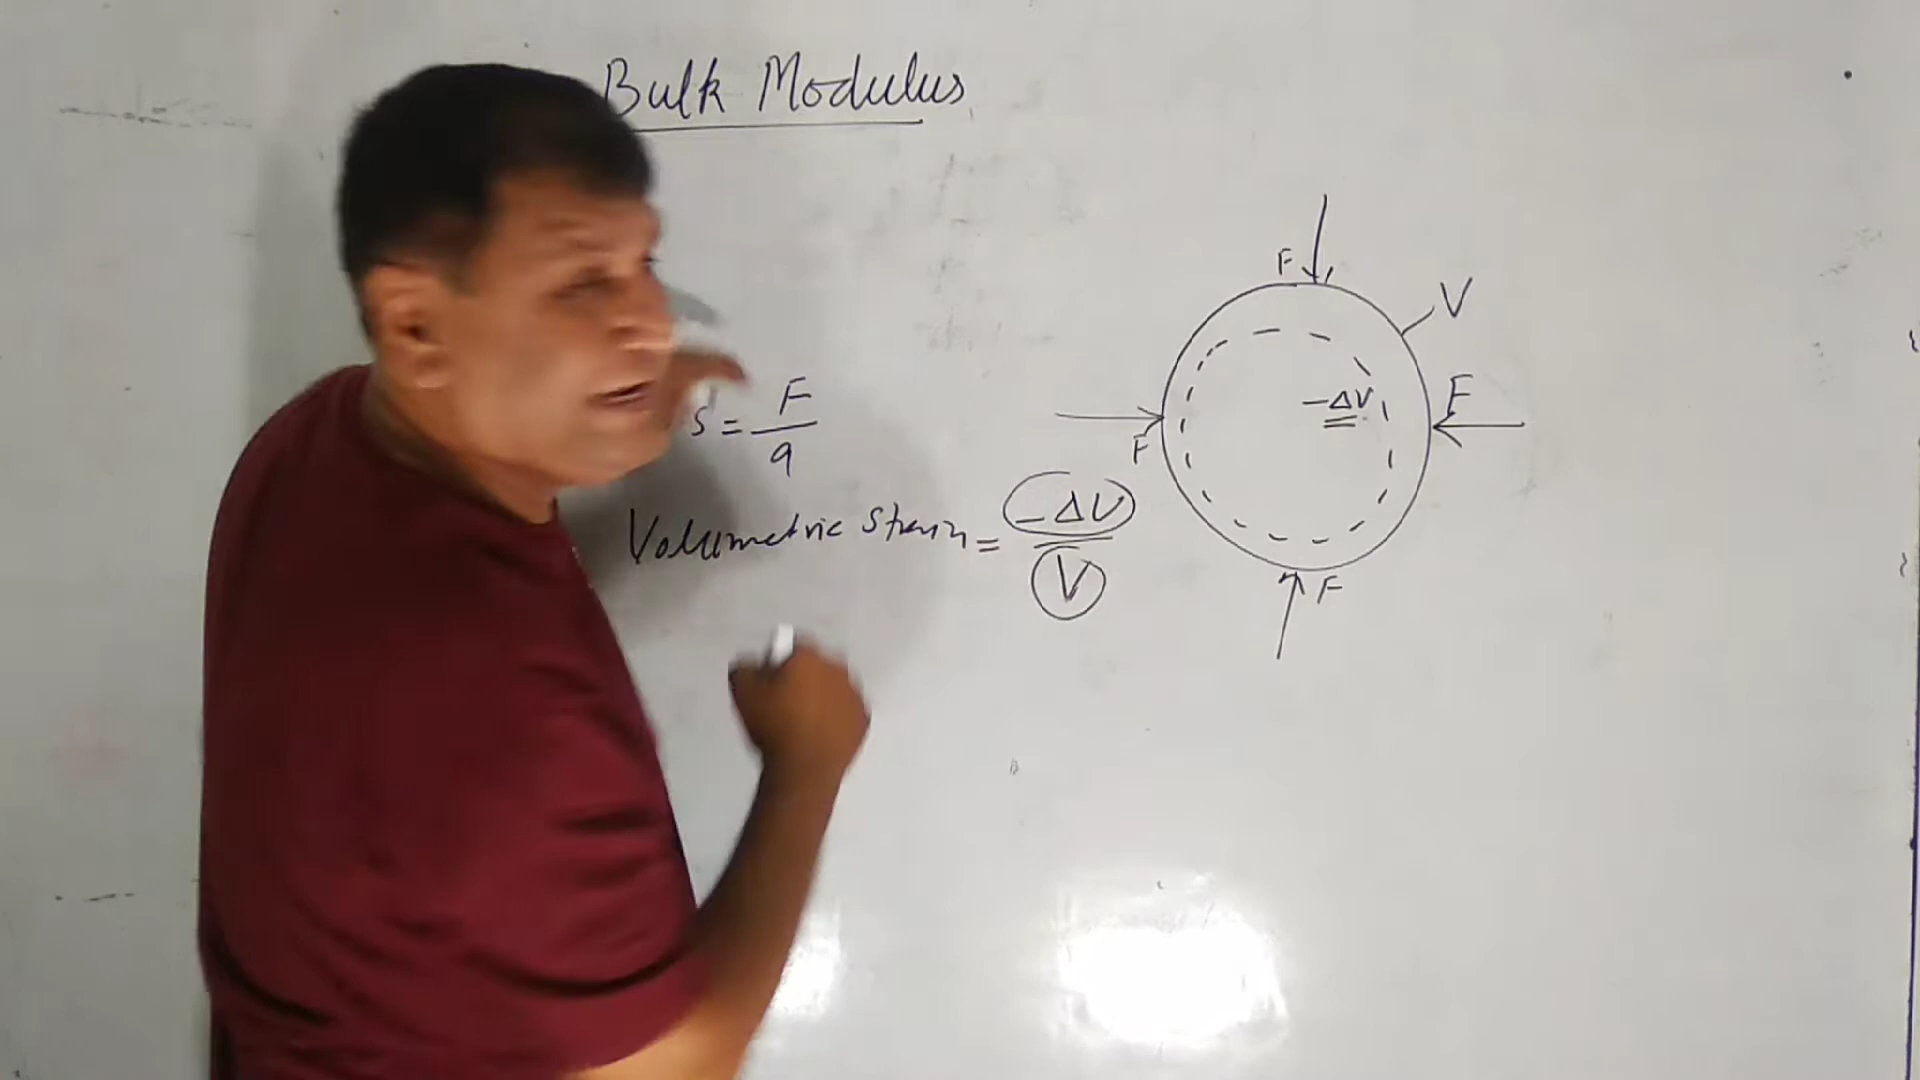 Bulk Modulus
F
V
F
-ΔV
F
s = F/a
Volumetric Strain = -ΔV/V
F